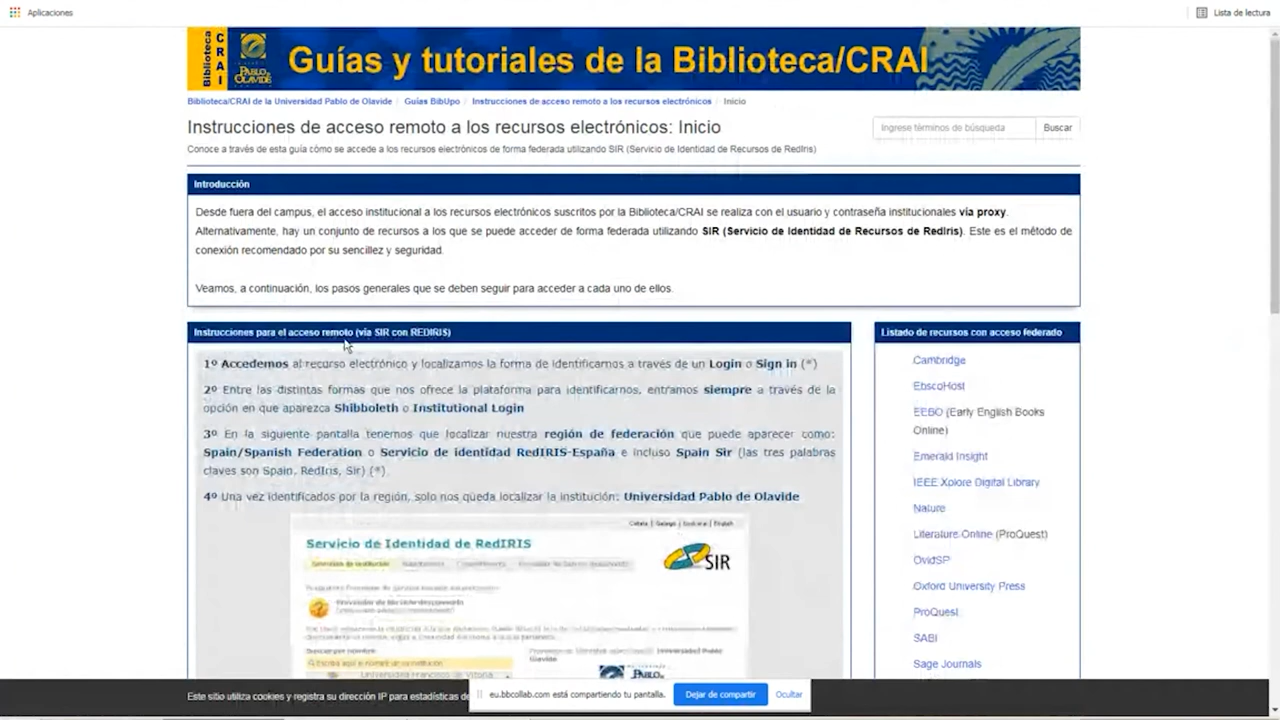 Aplicaciones
Lista de lectura
Biblioteca
CRAI
PABLO
OLAVIDE
Guías y tutoriales de la Biblioteca/CRAI
Biblioteca/CRAI de la Universidad Pablo de Olavide / Guías BibUpo / Instrucciones de acceso remoto a los recursos electrónicos / Inicio
Instrucciones de acceso remoto a los recursos electrónicos: Inicio
Ingrese términos de búsqueda
Buscar
Conoce a través de esta guía cómo se accede a los recursos electrónicos de forma federada utilizando SIR (Servicio de Identidad de Recursos de RedIris)
Introducción
Desde fuera del campus, el acceso institucional a los recursos electrónicos suscritos por la Biblioteca/CRAI se realiza con el usuario y contraseña institucionales vía proxy.
Alternativamente, hay un conjunto de recursos a los que se puede acceder de forma federada utilizando SIR (Servicio de Identidad de Recursos de RedIris). Este es el método de
conexión recomendado por su sencillez y seguridad.
Veamos, a continuación, los pasos generales que se deben seguir para acceder a cada uno de ellos.
Instrucciones para el acceso remoto (vía SIR con REDIRIS)
1º Accedemos al recurso electrónico y localizamos la forma de identificarnos a través de un Login o Sign in (*)
2º Entre las distintas formas que nos ofrece la plataforma para identificarnos, entramos siempre a través de la
opción en que aparezca Shibboleth o Institutional Login
3º En la siguiente pantalla tenemos que localizar nuestra región de federación que puede aparecer como:
Spain/Spanish Federation o Servicio de identidad RedIRIS-España e incluso Spain Sir (las tres palabras
claves son Spain, RedIris, Sir) (*).
4º Una vez identificados por la región, solo nos queda localizar la institución: Universidad Pablo de Olavide
Servicio de Identidad de RedIRIS
SIR
Universidad Francisco de Vitoria
Listado de recursos con acceso federado
Cambridge
EbscoHost
EEBO (Early English Books
Online)
Emerald Insight
IEEE Xplore Digital Library
Nature
Literature Online (ProQuest)
OvidSP
Oxford University Press
ProQuest
SABI
Sage Journals
Este sitio utiliza cookies y registra su dirección IP para estadísticas de
eu.bbcollab.com está compartiendo tu pantalla.
Dejar de compartir
Ocultar